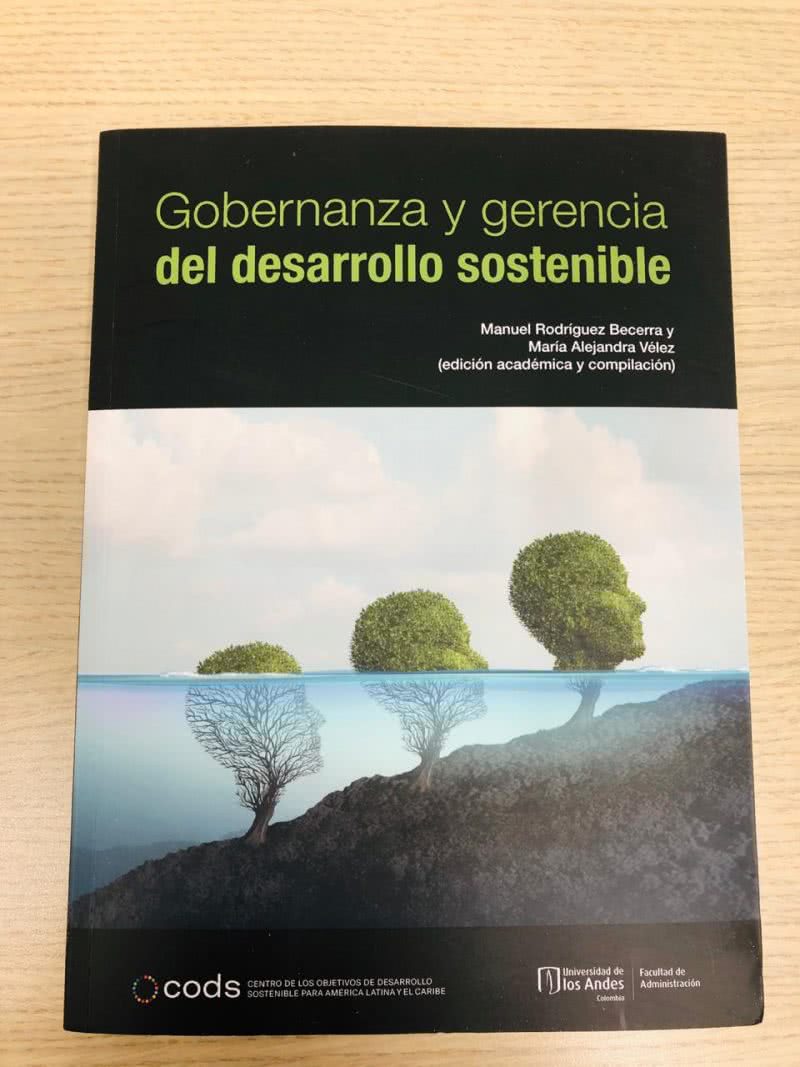 Gobernanza y gerencia
del desarrollo sostenible
Manuel Rodríguez Becerra y
María Alejandra Vélez
(edición académica y compilación)
cods
CENTRO DE LOS OBJETIVOS DE DESARROLLO
SOSTENIBLE PARA AMÉRICA LATINA Y EL CARIBE
Universidad de
los Andes
Colombia
Facultad de
Administración